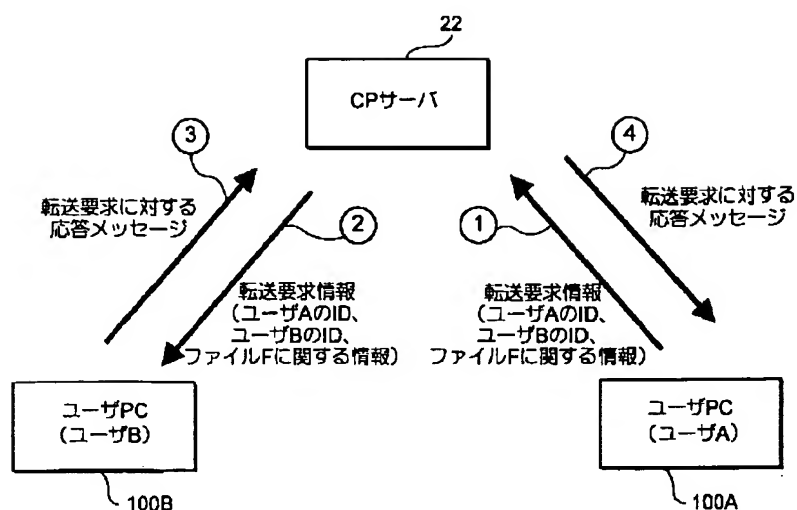 22
CPサーバ
③
④
転送要求に対する
応答メッセージ
転送要求に対する
応答メッセージ
②
①
転送要求情報
（ユーザAのID、
ユーザBのID、
ファイルFに関する情報）
転送要求情報
（ユーザAのID、
ユーザBのID、
ファイルFに関する情報）
ユーザPC
（ユーザB）
ユーザPC
（ユーザA）
100B
100A